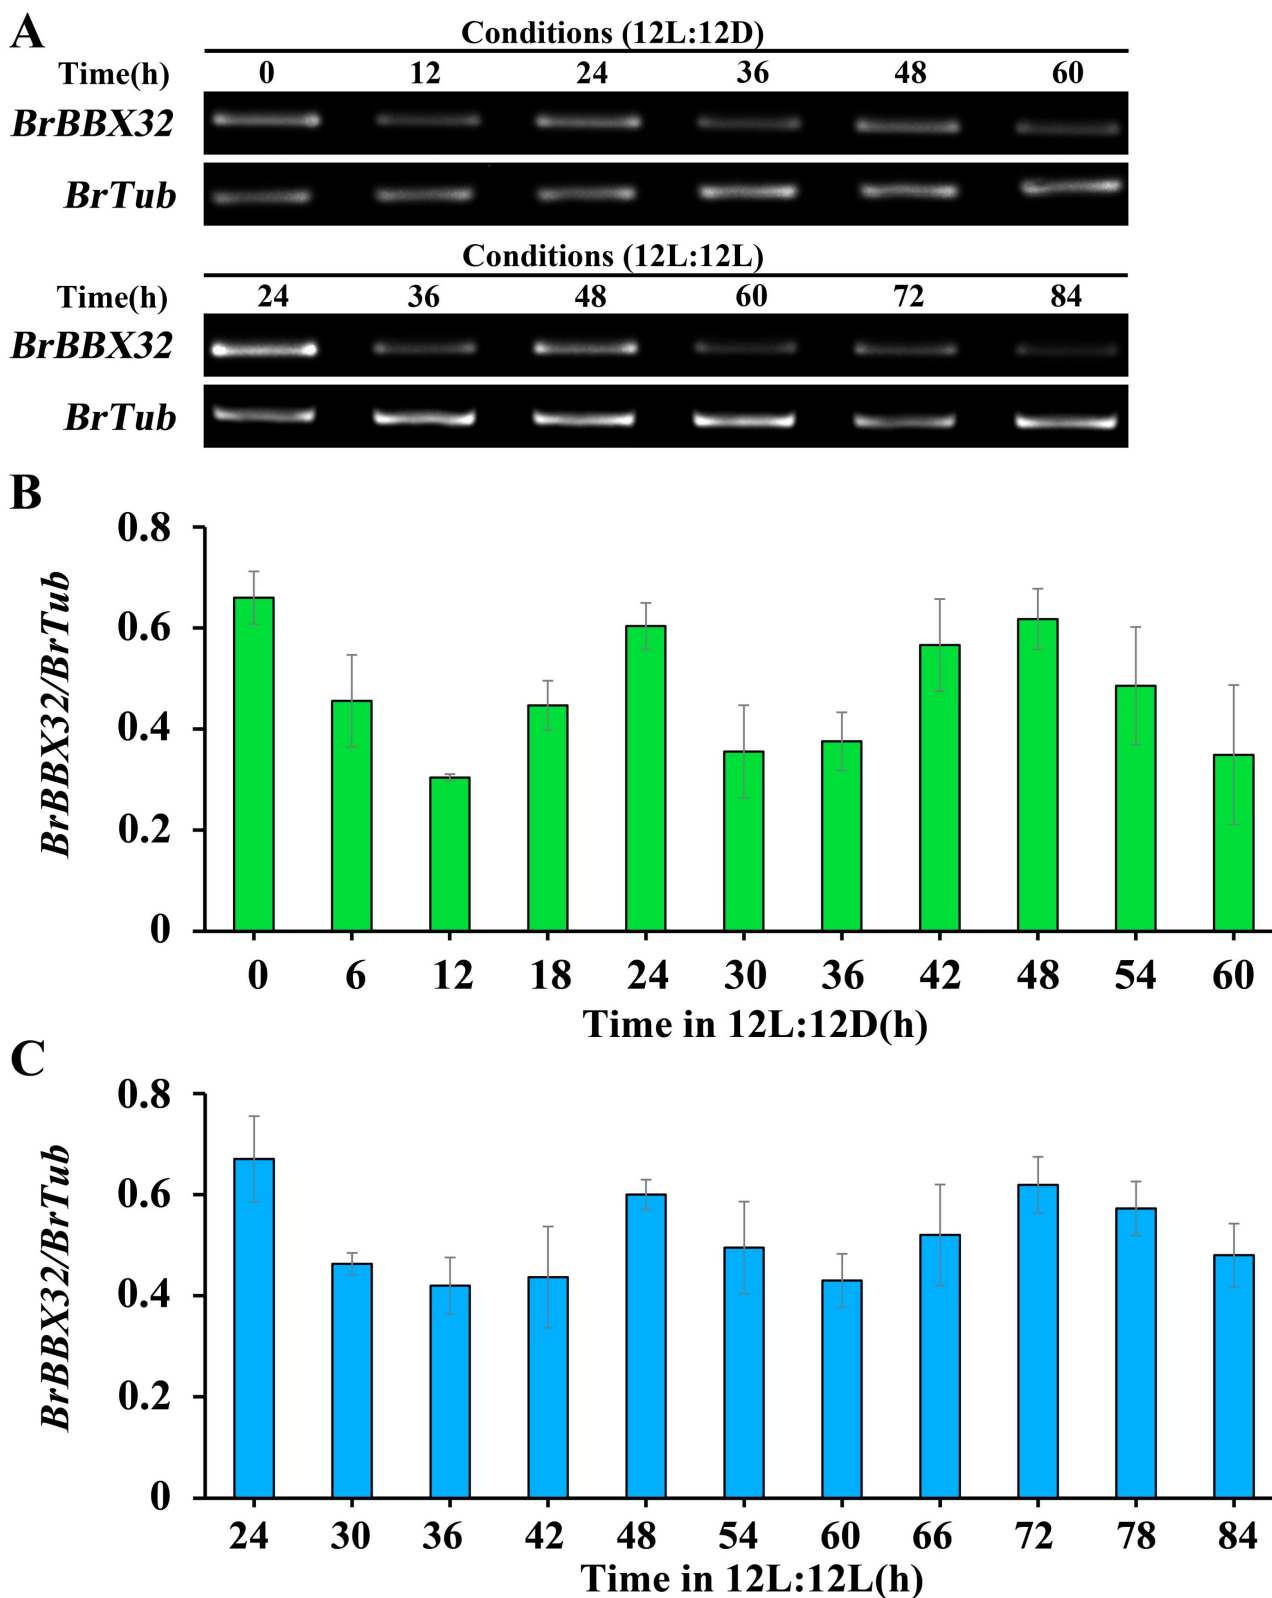 A
Conditions (12L:12D)
Time(h) 0 12 24 36 48 60
BrBBX32
BrTub
Conditions (12L:12L)
Time(h) 24 36 48 60 72 84
BrBBX32
BrTub
B
BrBBX32/BrTub
0.8
0.6
0.4
0.2
0
0 6 12 18 24 30 36 42 48 54 60
Time in 12L:12D(h)
C
BrBBX32/BrTub
0.8
0.6
0.4
0.2
0
24 30 36 42 48 54 60 66 72 78 84
Time in 12L:12L(h)